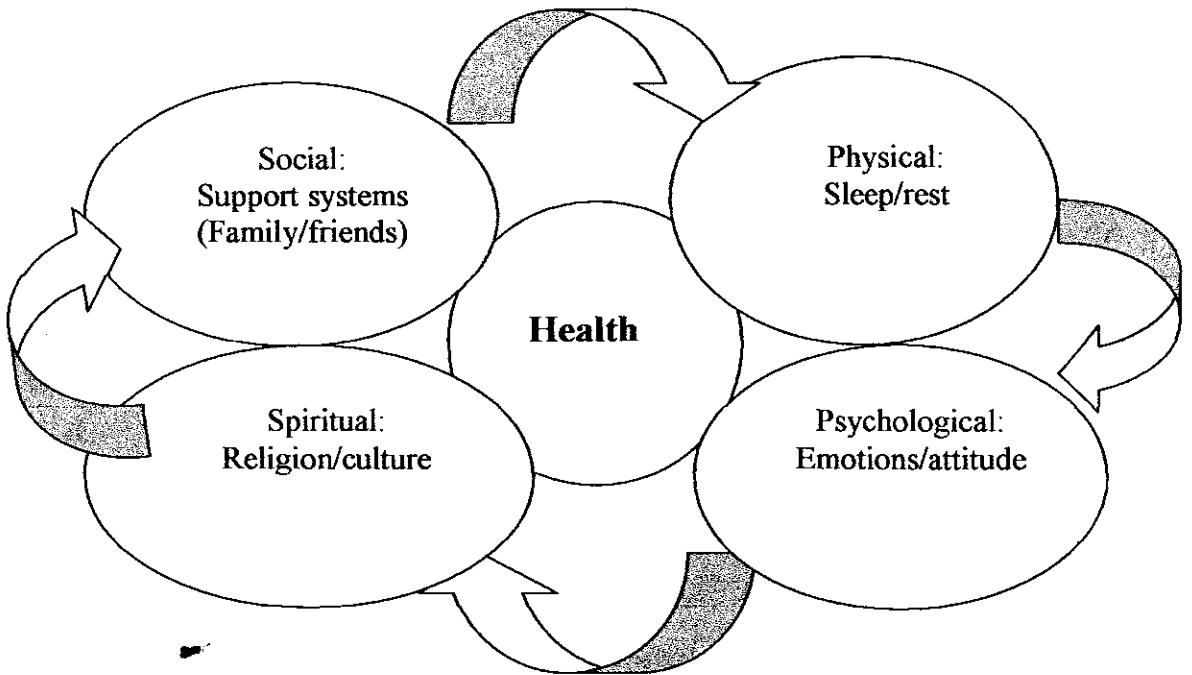 Social:
Support systems
(Family/friends)
Physical:
Sleep/rest
Health
Spiritual:
Religion/culture
Psychological:
Emotions/attitude